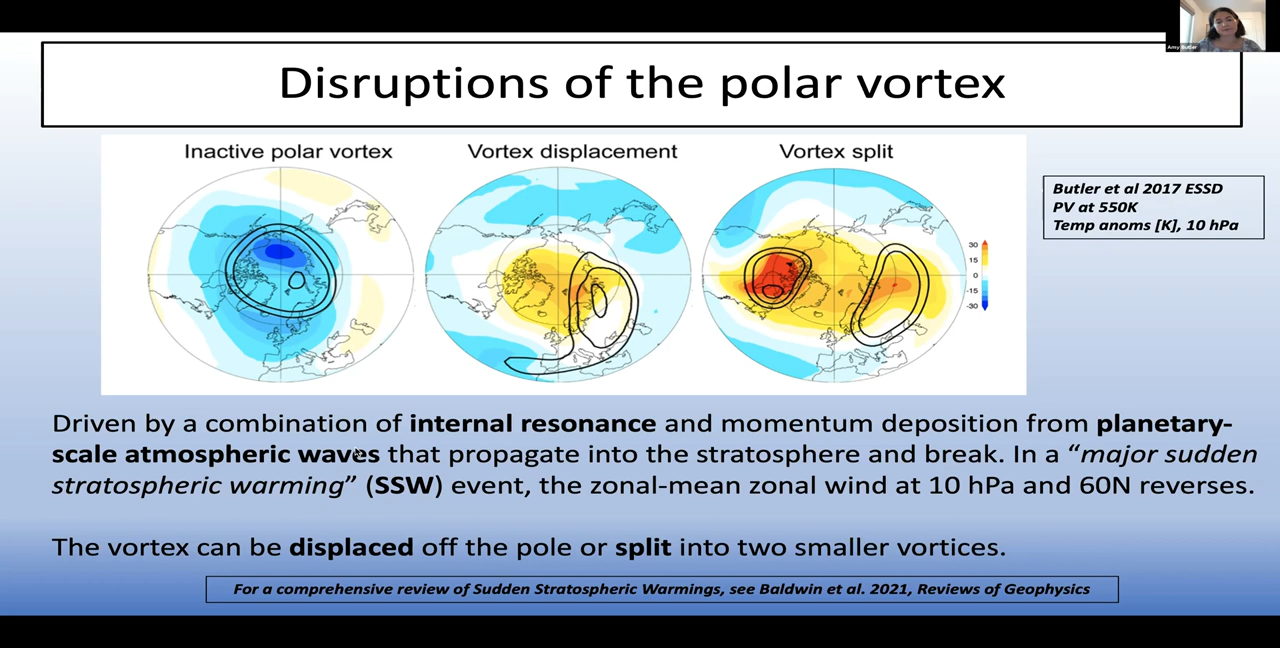 Amy Butler
Disruptions of the polar vortex
Inactive polar vortex
Vortex displacement
Vortex split
Butler et al 2017 ESSD
PV at 550K
Temp anoms [K], 10 hPa
30
15
0
-15
-30
Driven by a combination of internal resonance and momentum deposition from planetary-
scale atmospheric waves that propagate into the stratosphere and break. In a “major sudden
stratospheric warming” (SSW) event, the zonal-mean zonal wind at 10 hPa and 60N reverses.
The vortex can be displaced off the pole or split into two smaller vortices.
For a comprehensive review of Sudden Stratospheric Warmings, see Baldwin et al. 2021, Reviews of Geophysics